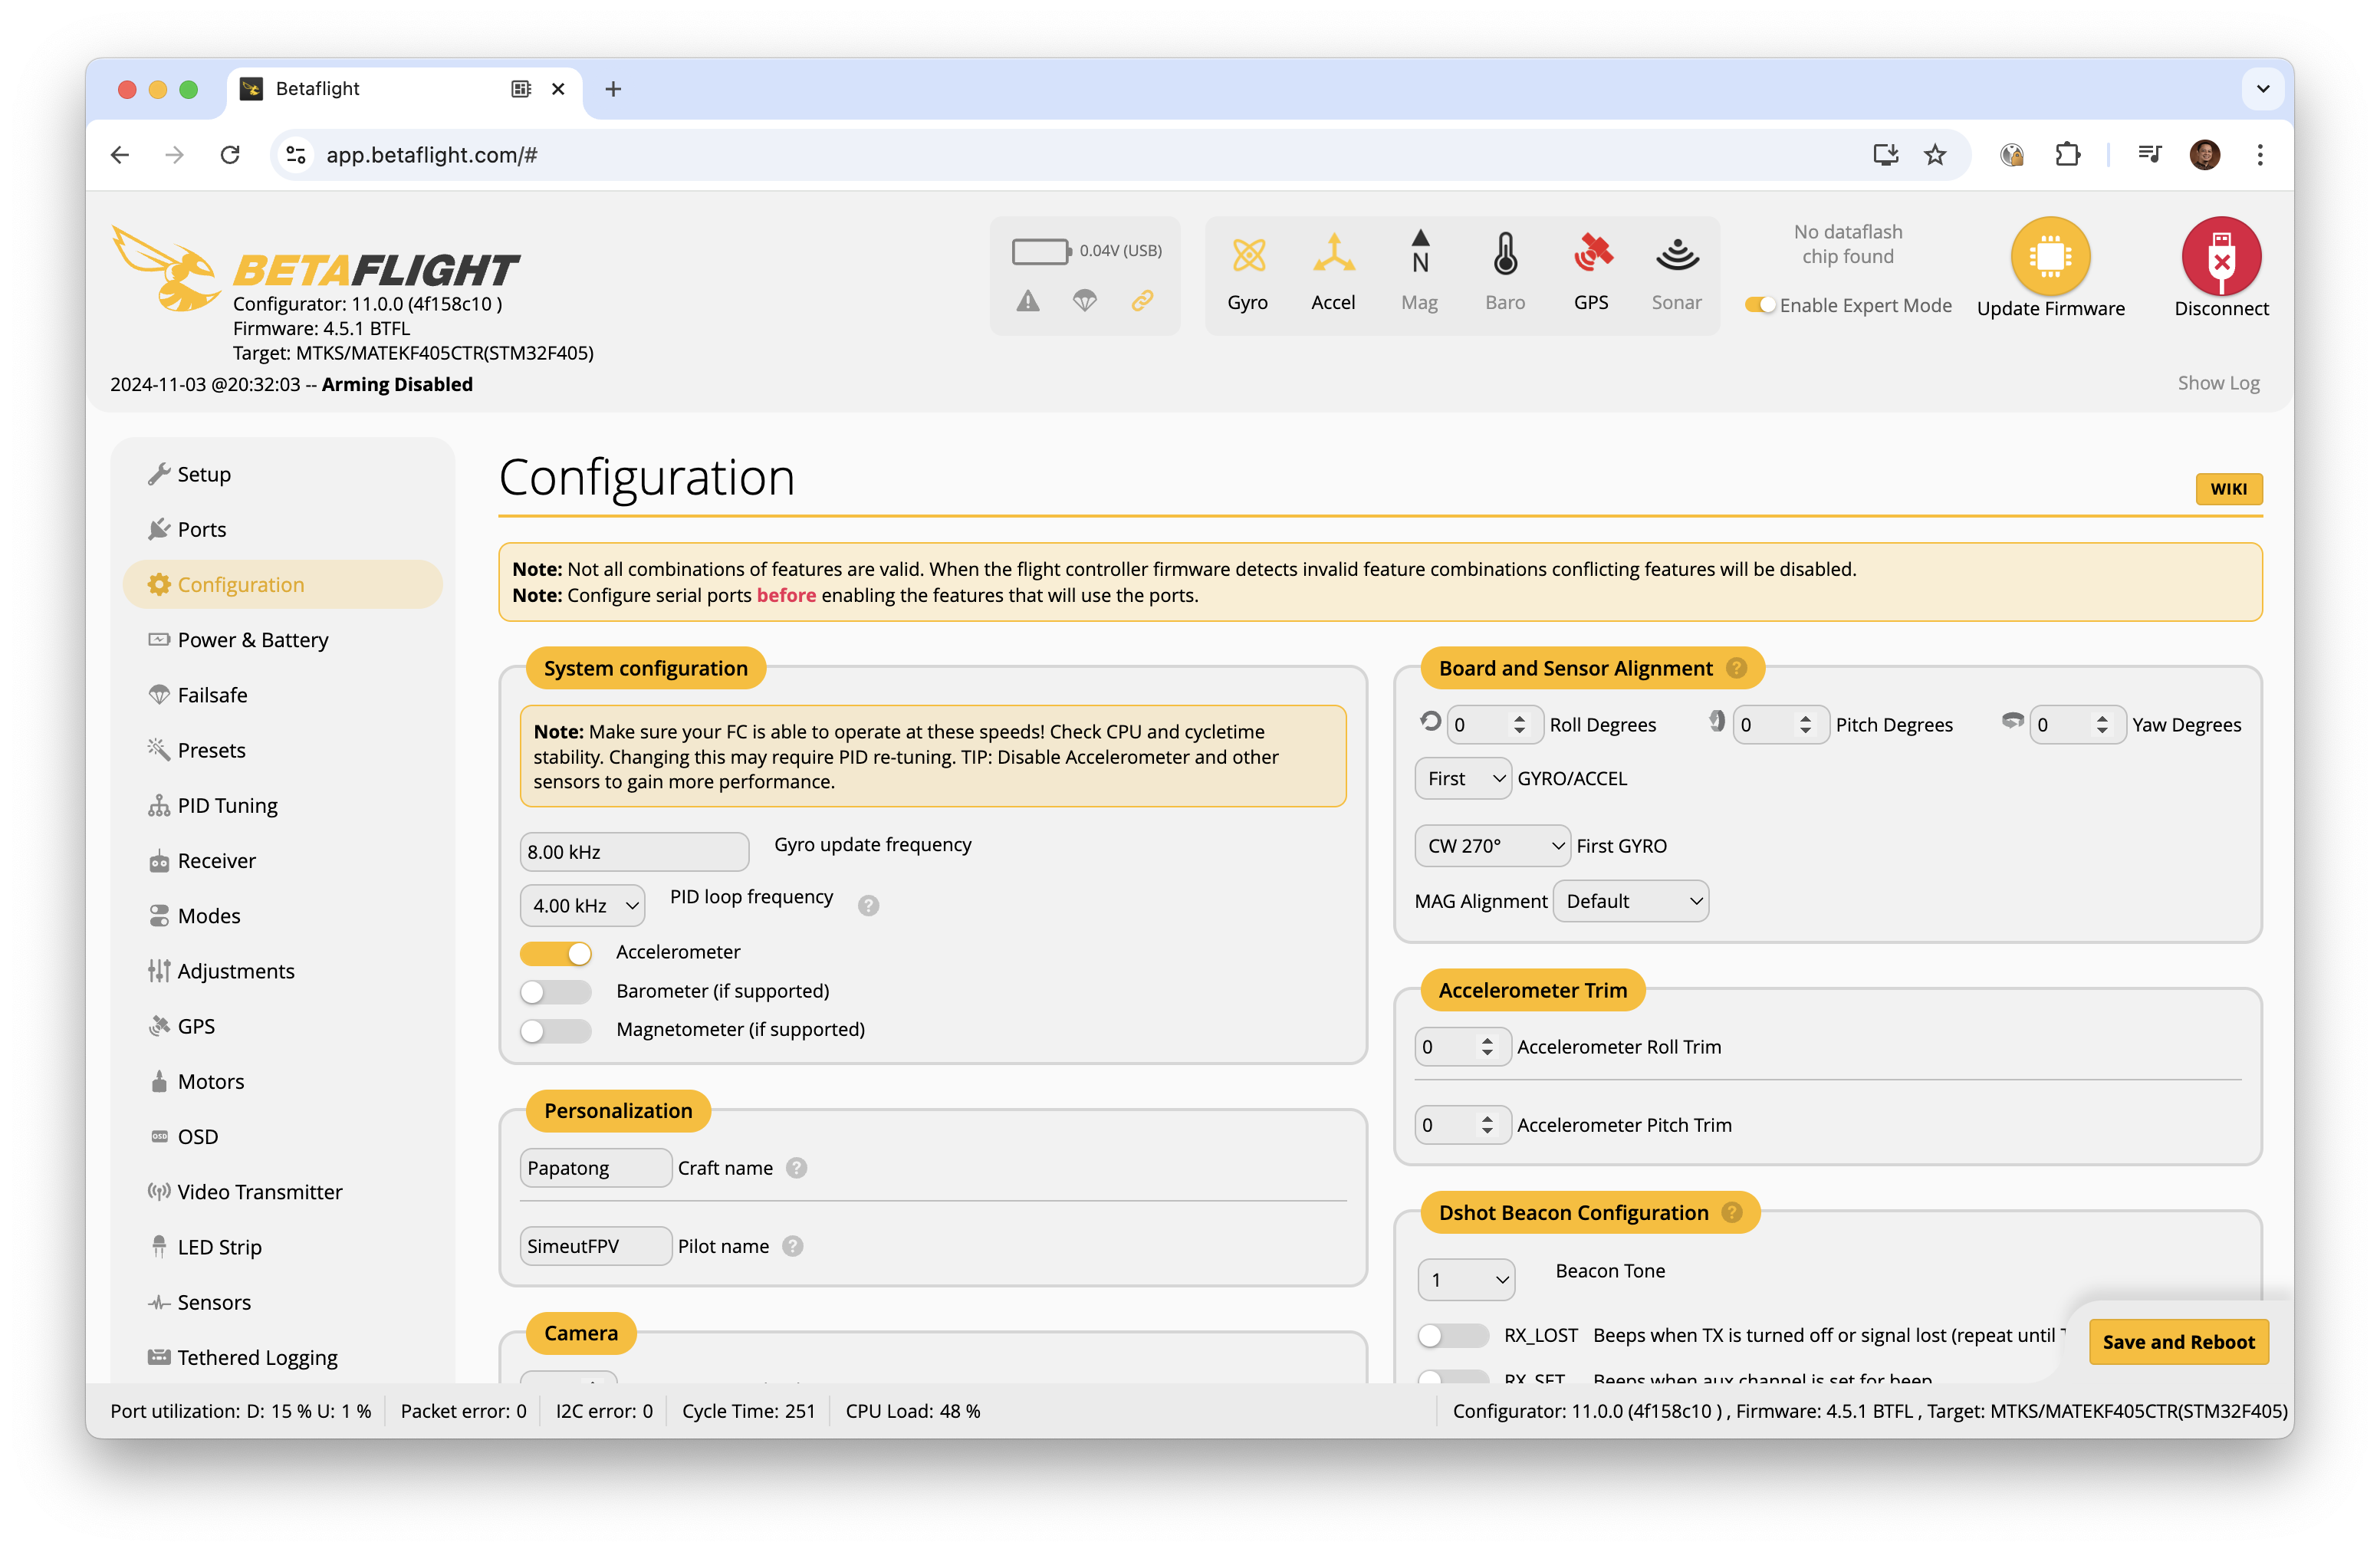 Betaflight
app.betaflight.com/#
BETAFLIGHT
Configurator: 11.0.0 (4f158c10 )
Firmware: 4.5.1 BTFL
Target: MTKS/MATEKF405CTR(STM32F405)
0.04V (USB)
N
Gyro
Accel
Mag
Baro
GPS
Sonar
No dataflash
chip found
Enable Expert Mode
Update Firmware
Disconnect
2024-11-03 @20:32:03 -- Arming Disabled
Show Log
Setup
Ports
Configuration
Power & Battery
Failsafe
Presets
PID Tuning
Receiver
Modes
Adjustments
GPS
Motors
OSD
Video Transmitter
LED Strip
Sensors
Tethered Logging
Configuration
WIKI
Note: Not all combinations of features are valid. When the flight controller firmware detects invalid feature combinations conflicting features will be disabled.
Note: Configure serial ports before enabling the features that will use the ports.
System configuration
Note: Make sure your FC is able to operate at these speeds! Check CPU and cycletime
stability. Changing this may require PID re-tuning. TIP: Disable Accelerometer and other
sensors to gain more performance.
8.00 kHz Gyro update frequency
4.00 kHz PID loop frequency ?
Accelerometer
Barometer (if supported)
Magnetometer (if supported)
Personalization
Papatong Craft name ?
SimeutFPV Pilot name ?
Camera
Board and Sensor Alignment ?
0 Roll Degrees 0 Pitch Degrees 0 Yaw Degrees
First GYRO/ACCEL
CW 270° First GYRO
MAG Alignment Default
Accelerometer Trim
0 Accelerometer Roll Trim
0 Accelerometer Pitch Trim
Dshot Beacon Configuration ?
1 Beacon Tone
RX_LOST Beeps when TX is turned off or signal lost (repeat until
RX_SET Beeps when aux channel is set for beep
Save and Reboot
Port utilization: D: 15 % U: 1 % Packet error: 0 I2C error: 0 Cycle Time: 251 CPU Load: 48 %
Configurator: 11.0.0 (4f158c10 ) , Firmware: 4.5.1 BTFL , Target: MTKS/MATEKF405CTR(STM32F405)